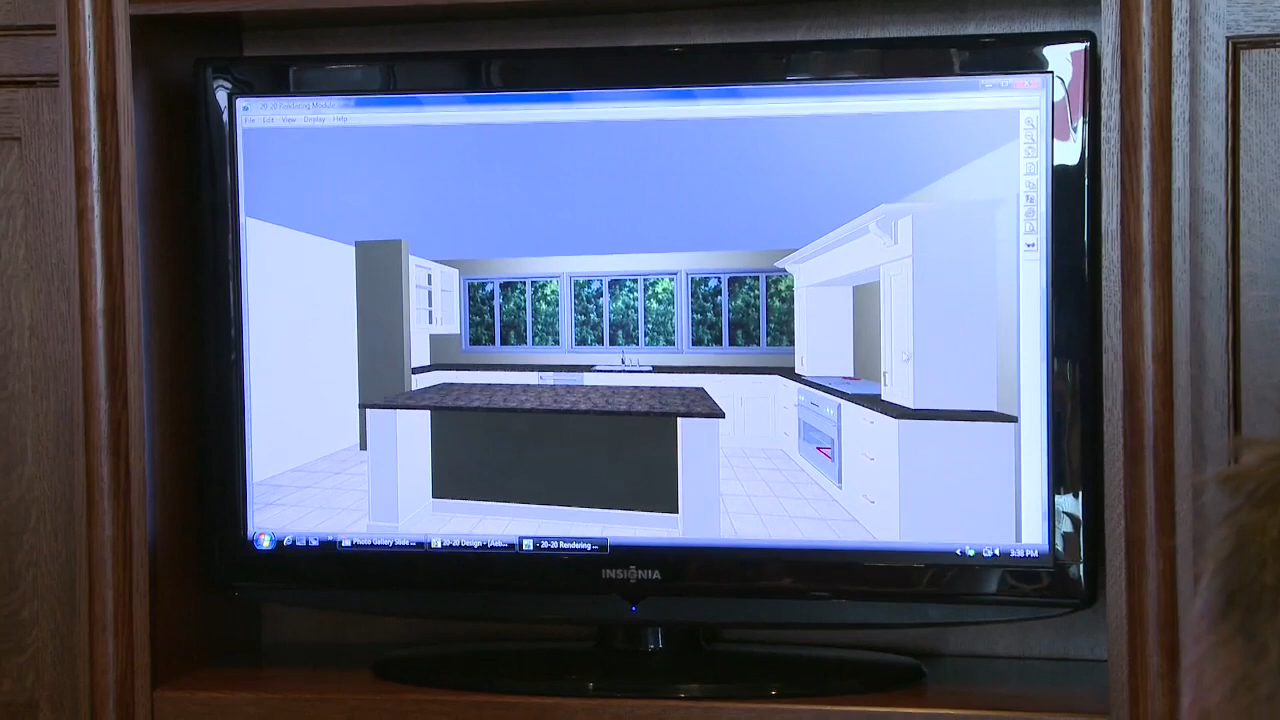 20-20 Rendering Module
File Edit View Display Help
Photo Gallery Slide ...
20-20 Design - [Aeb...
- 20-20 Rendering ...
3:38 PM
INSIGNIA